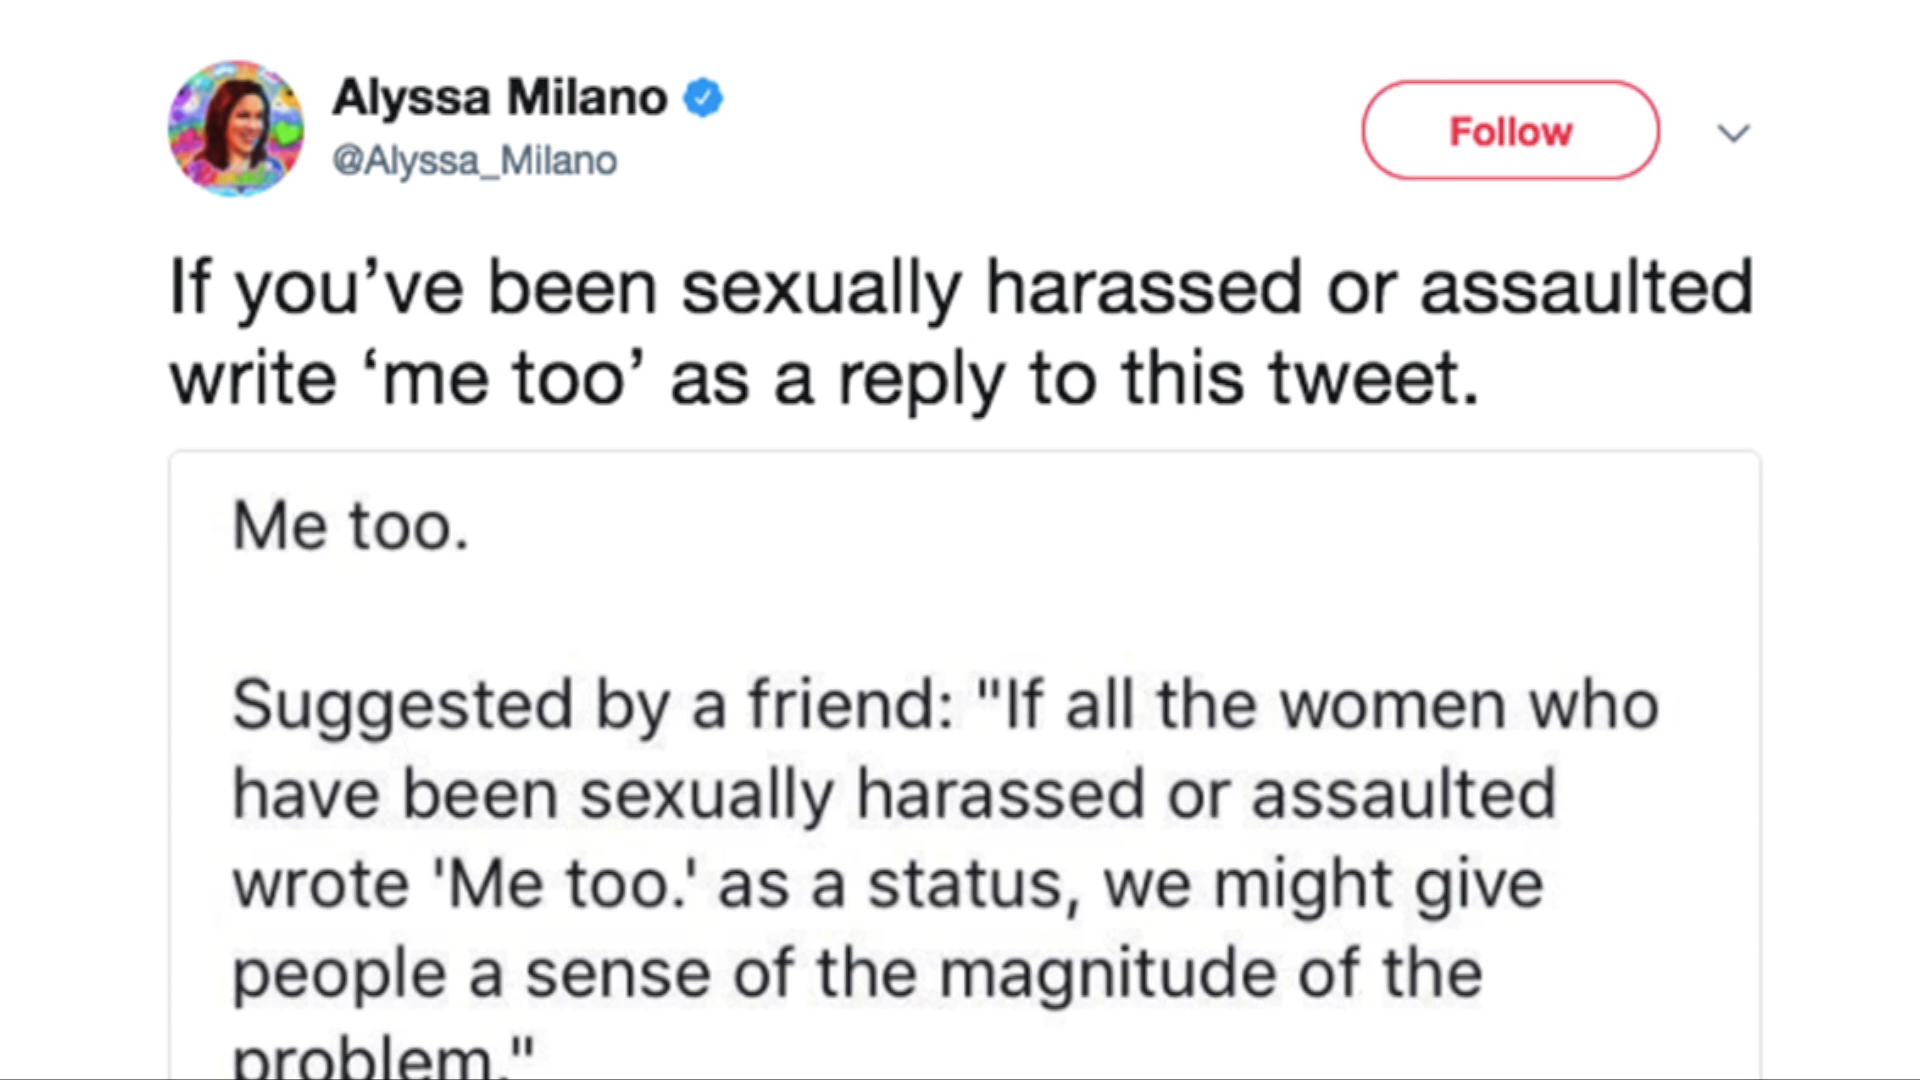 Alyssa Milano
@Alyssa_Milano
Follow
If you’ve been sexually harassed or assaulted
write ‘me too’ as a reply to this tweet.
Me too.
Suggested by a friend: "If all the women who
have been sexually harassed or assaulted
wrote 'Me too.' as a status, we might give
people a sense of the magnitude of the
problem."